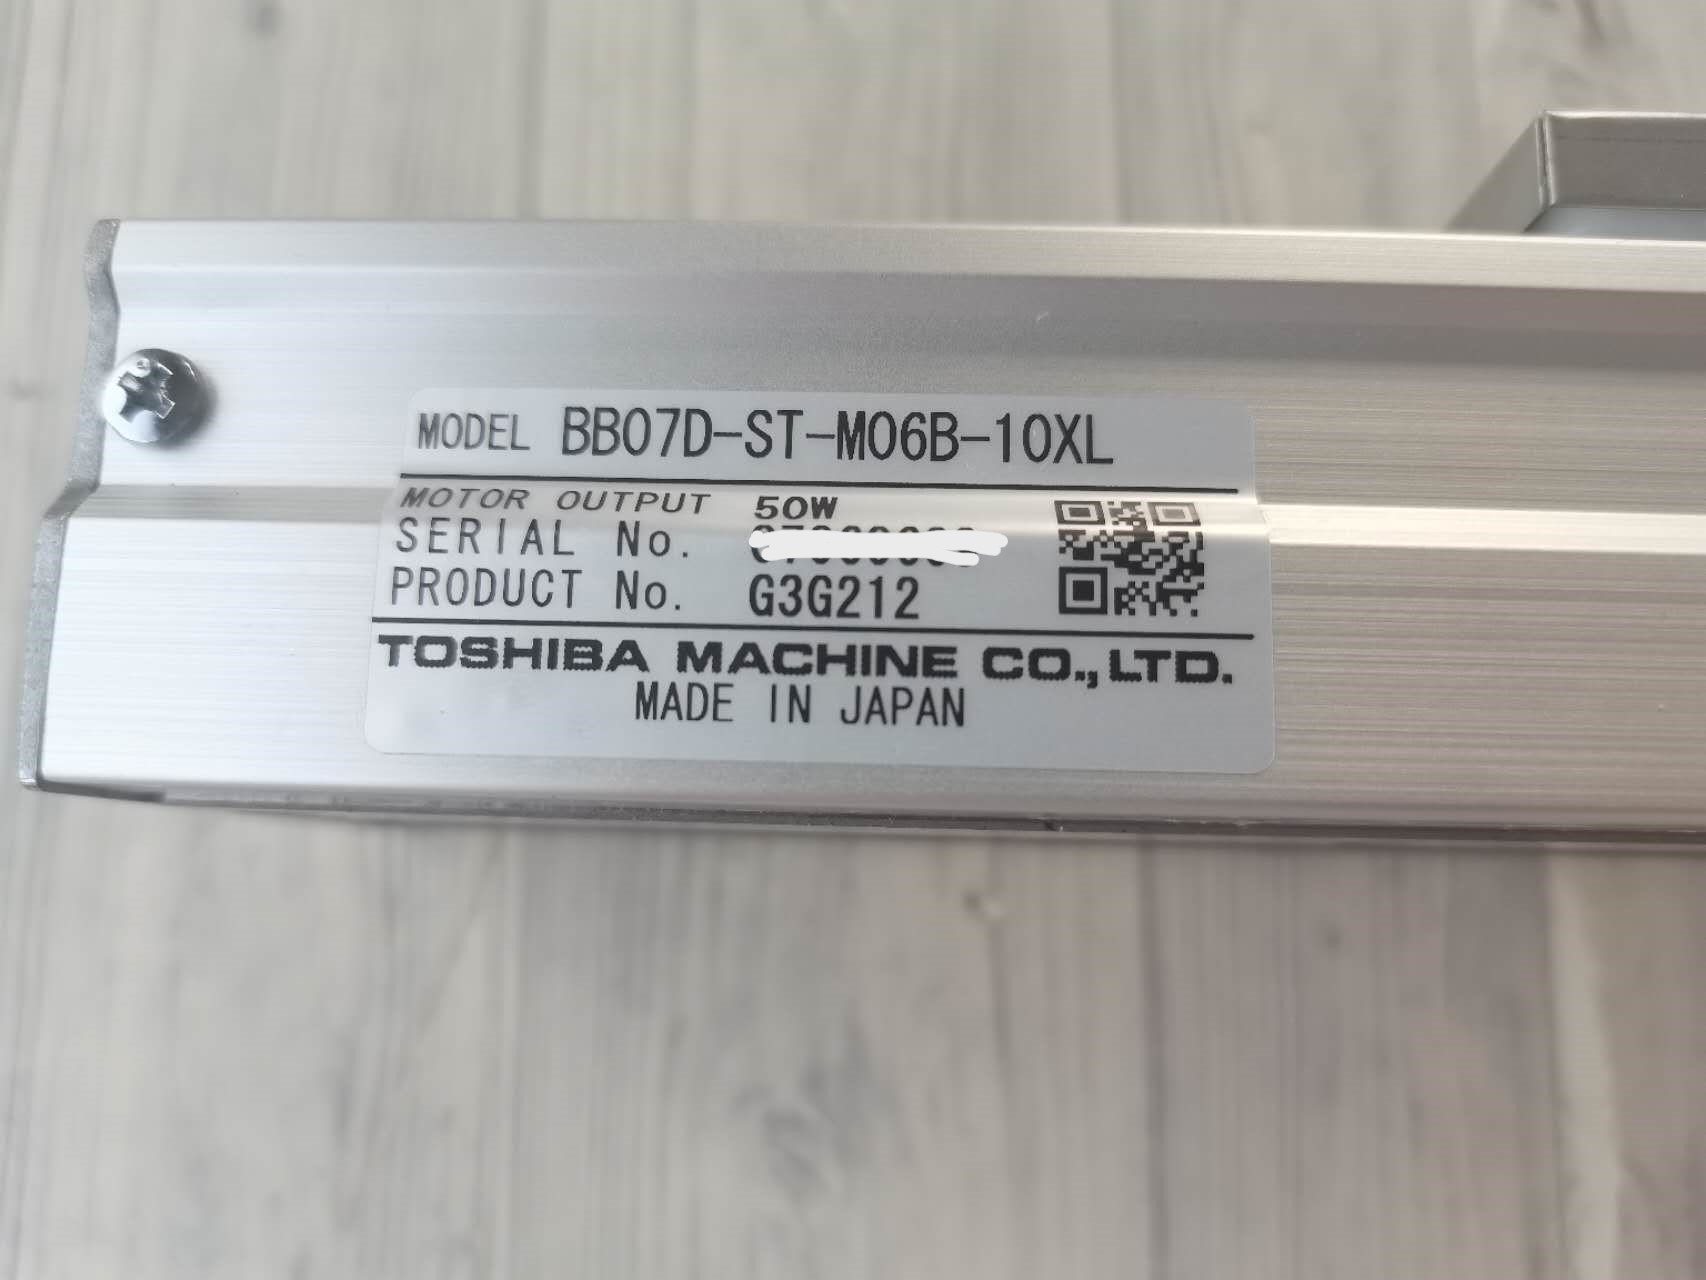 MODEL BB07D-ST-M06B-10XL
MOTOR OUTPUT 50W
SERIAL No.
PRODUCT No. G3G212
TOSHIBA MACHINE CO.,LTD.
MADE IN JAPAN